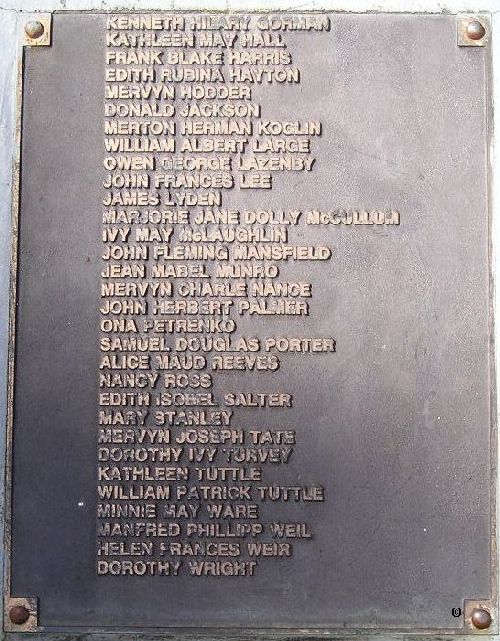 KENNETH HILARY GORMAN
KATHLEEN MAY HALL
FRANK BLAKE HARRIS
EDITH RUBINA HAYTON
MERVYN HODDER
DONALD JACKSON
MERTON HERMAN KOGLIN
WILLIAM ALBERT LARGE
OWEN GEORGE LAZENBY
JOHN FRANCES LEE
JAMES LYDEN
MARJORIE JANE DOLLY McCULLUM
IVY MAY McLAUGHLIN
JOHN FLEMING MANSFIELD
JEAN MABEL MUNRO
MERVYN CHARLE NANCE
JOHN HERBERT PALMER
ONA PETRENKO
SAMUEL DOUGLAS PORTER
ALICE MAUD REEVES
NANCY ROSS
EDITH ISOBEL SALTER
MARY STANLEY
MERVYN JOSEPH TATE
DOROTHY IVY TURVEY
KATHLEEN TUTTLE
WILLIAM PATRICK TUTTLE
MINNIE MAY WARE
MANFRED PHILLIPP WEIL
HELEN FRANCES WEIR
DOROTHY WRIGHT